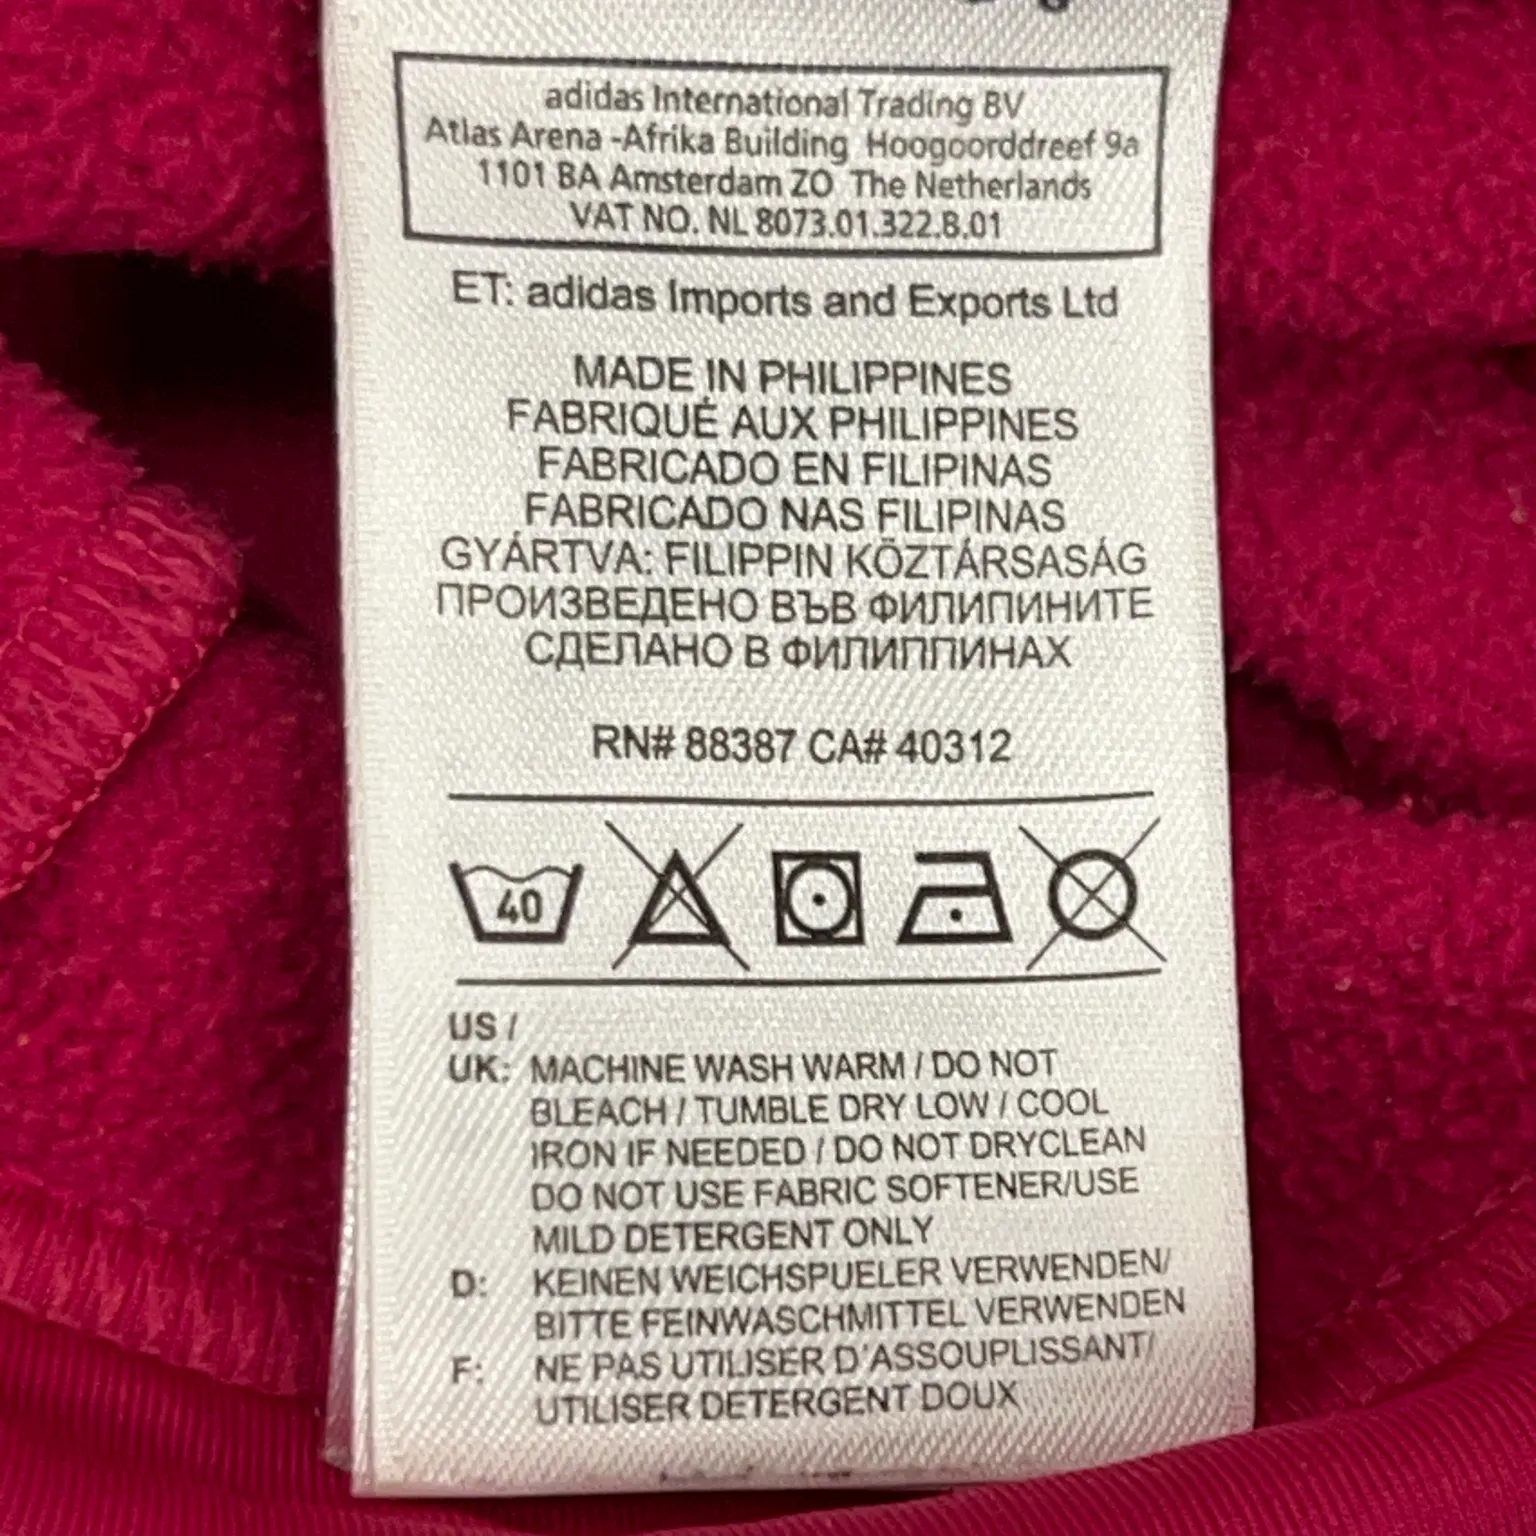 adidas International Trading BV
Atlas Arena -Afrika Building Hoogoorddreef 9a
1101 BA Amsterdam ZO The Netherlands
VAT NO. NL 8073.01.322.B.01
ET: adidas Imports and Exports Ltd
MADE IN PHILIPPINES
FABRIQUÉ AUX PHILIPPINES
FABRICADO EN FILIPINAS
FABRICADO NAS FILIPINAS
GYÁRTVA: FILIPPIN KÖZTÁRSASÁG
ПРОИЗВЕДЕНО ВЪВ ФИЛИПИНИТЕ
СДЕЛАНО В ФИЛИППИНАХ
RN# 88387 CA# 40312
40
US /
UK: MACHINE WASH WARM / DO NOT
BLEACH / TUMBLE DRY LOW / COOL
IRON IF NEEDED / DO NOT DRYCLEAN
DO NOT USE FABRIC SOFTENER/USE
MILD DETERGENT ONLY
D: KEINEN WEICHSPUELER VERWENDEN/
BITTE FEINWASCHMITTEL VERWENDEN
F: NE PAS UTILISER D'ASSOUPLISSANT/
UTILISER DETERGENT DOUX